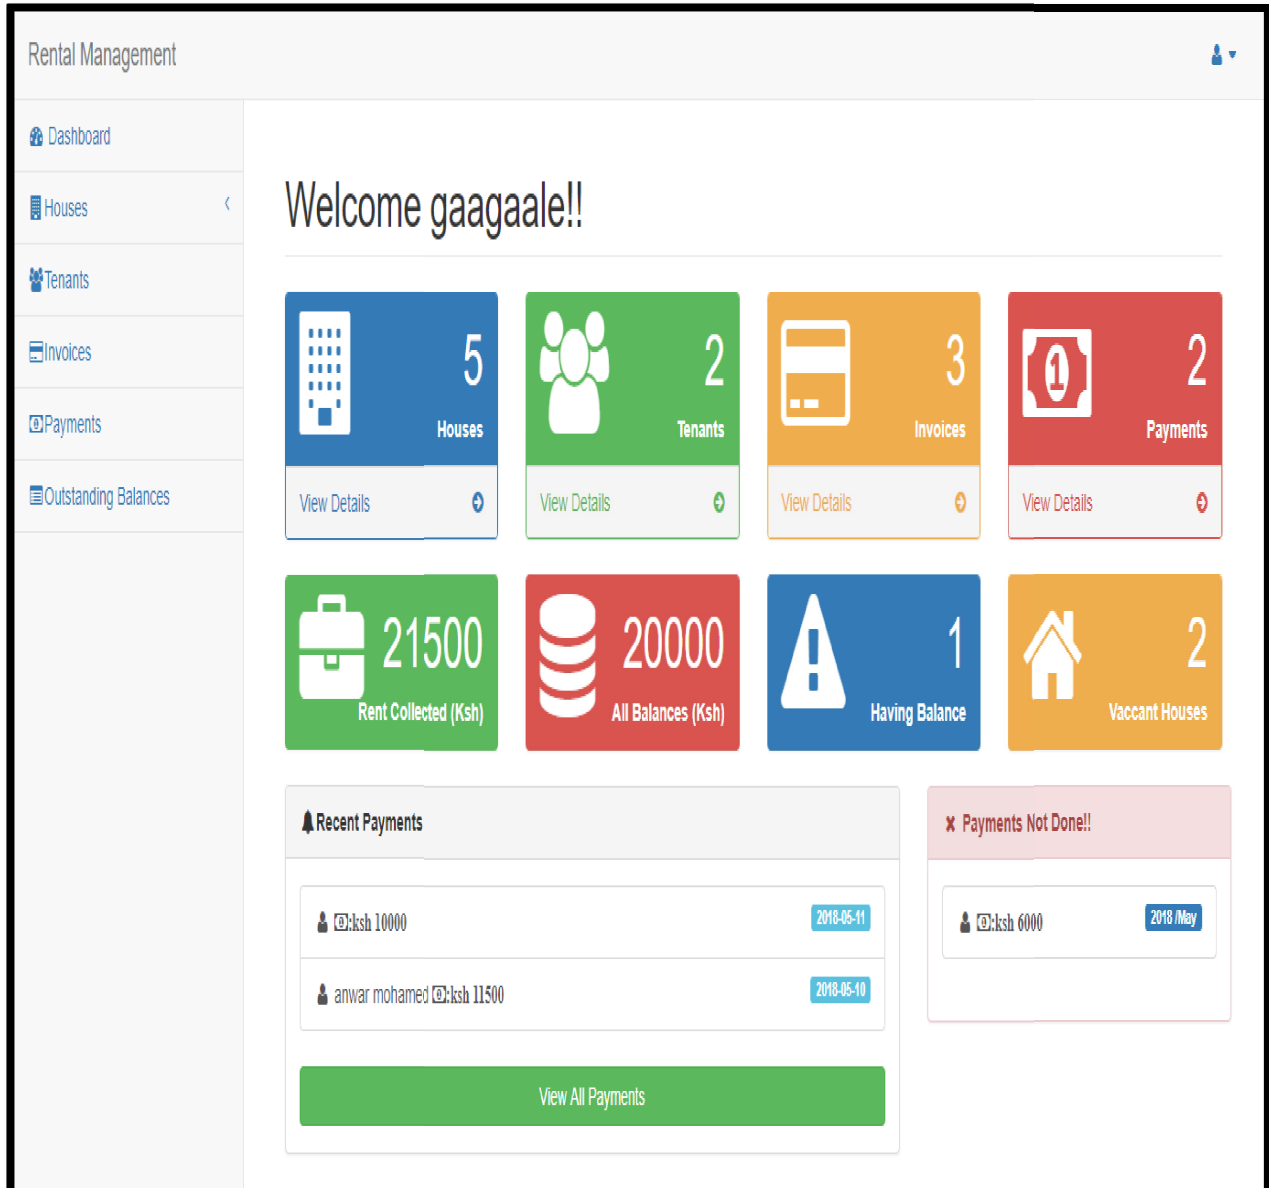 Rental Management
Dashboard
Houses
Tenants
Invoices
Payments
Outstanding Balances
Welcome gaagaale!!
5
Houses
View Details
2
Tenants
View Details
3
Invoices
View Details
2
Payments
View Details
21500
Rent Collected (Ksh)
20000
All Balances (Ksh)
1
Having Balance
2
Vaccant Houses
Recent Payments
:ksh 10000 2018-05-11
anwar mohamed :ksh 11500 2018-05-10
View All Payments
Payments Not Done!!
:ksh 6000 2018 /May